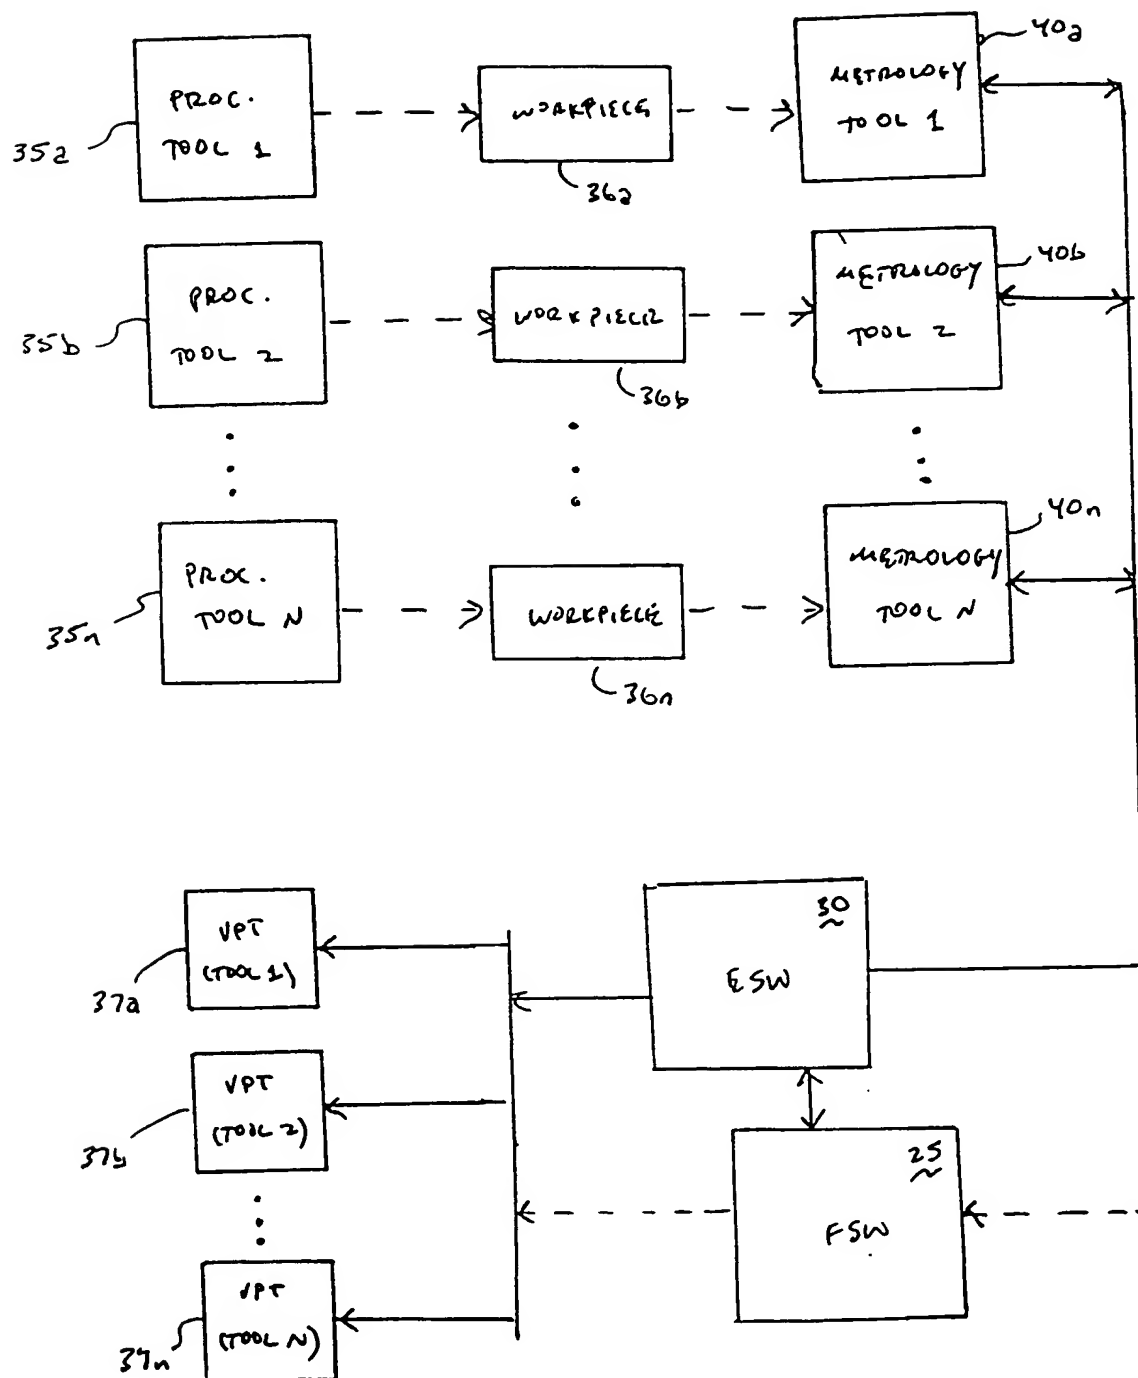 40a
PROC.
TOOL 1
WORKPIECE
METROLOGY
TOOL 1
35a
36a
40b
PROC.
TOOL 2
WORKPIECE
METROLOGY
TOOL 2
35b
36b
40n
PROC.
TOOL N
WORKPIECE
METROLOGY
TOOL N
35n
36n
30
VPT
(TOOL 1)
ESW
37a
VPT
(TOOL 2)
37b
25
FSW
VPT
(TOOL N)
37n